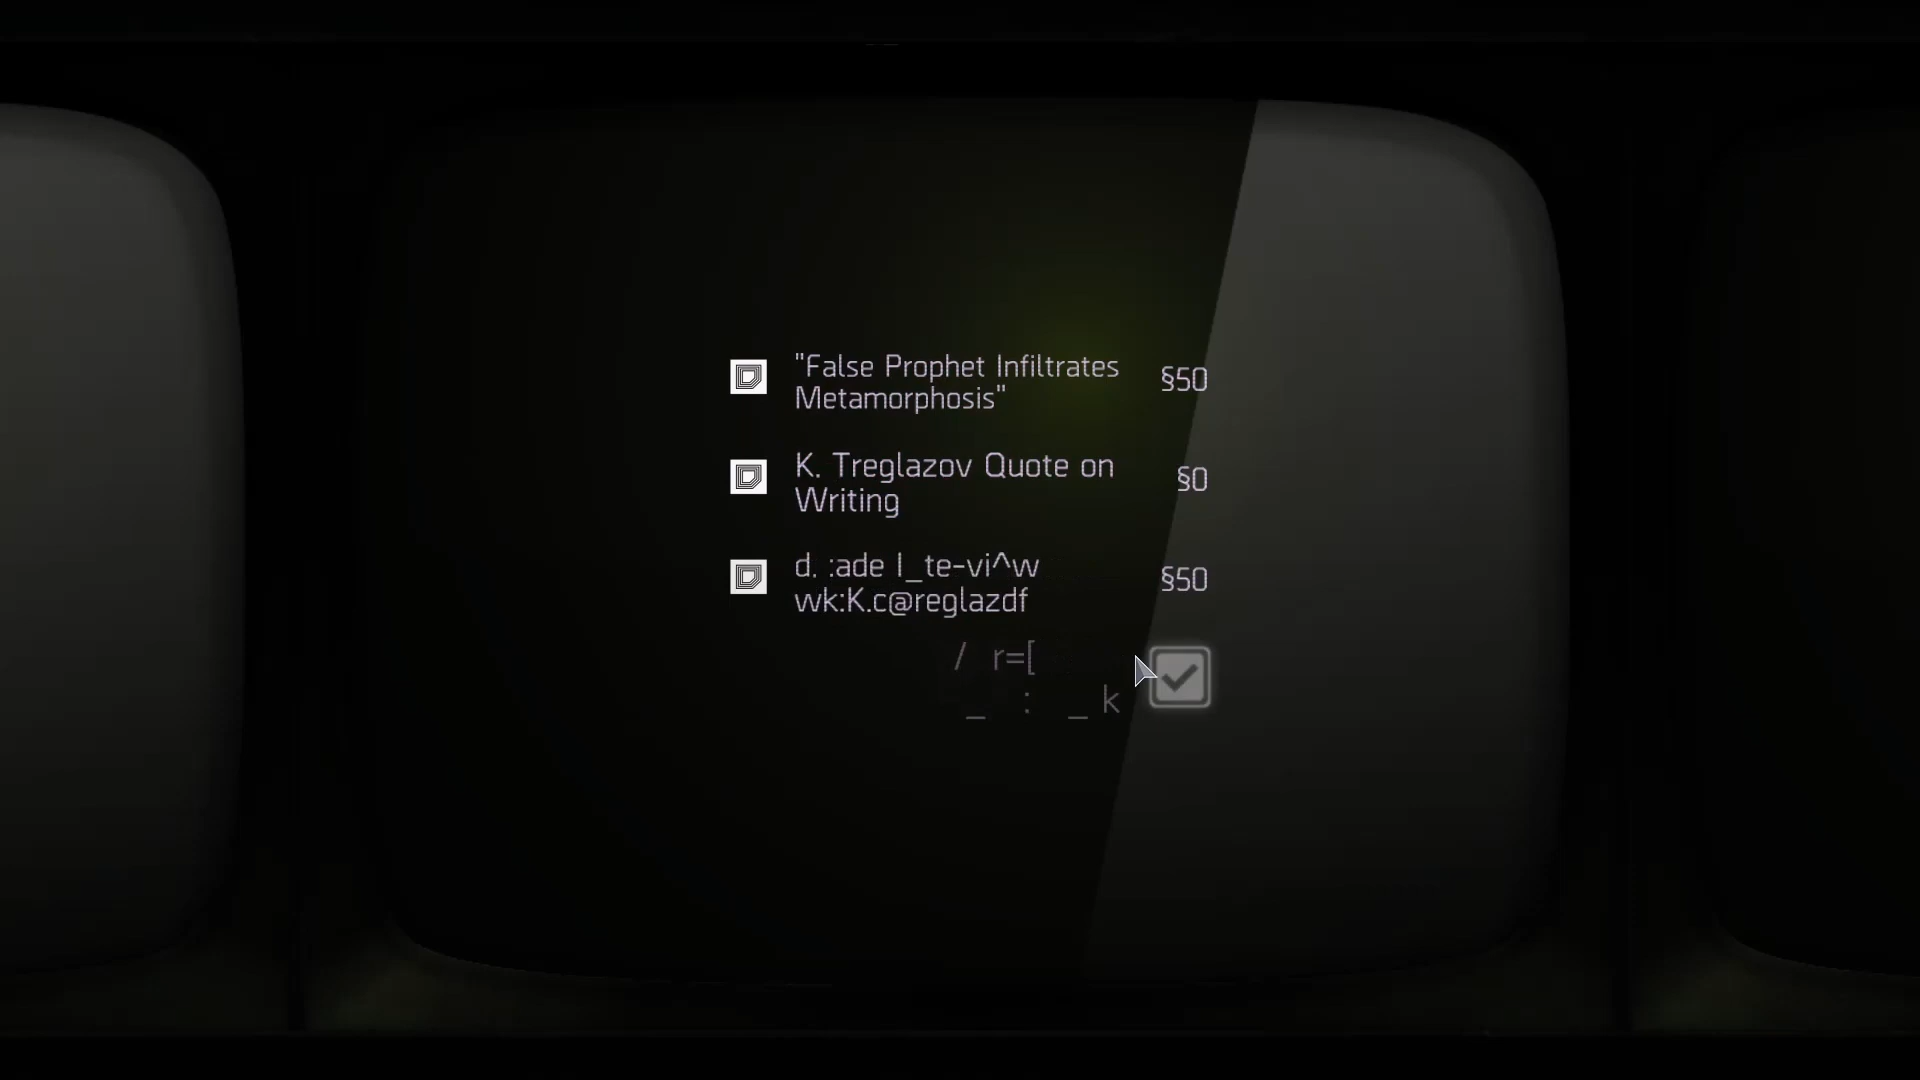 "False Prophet Infiltrates
Metamorphosis"
§50
K. Treglazov Quote on
Writing
§0
d. :ade I_te-vi^w
wk:K.c@reglazdf
§50
/ r=[
_ : _ k